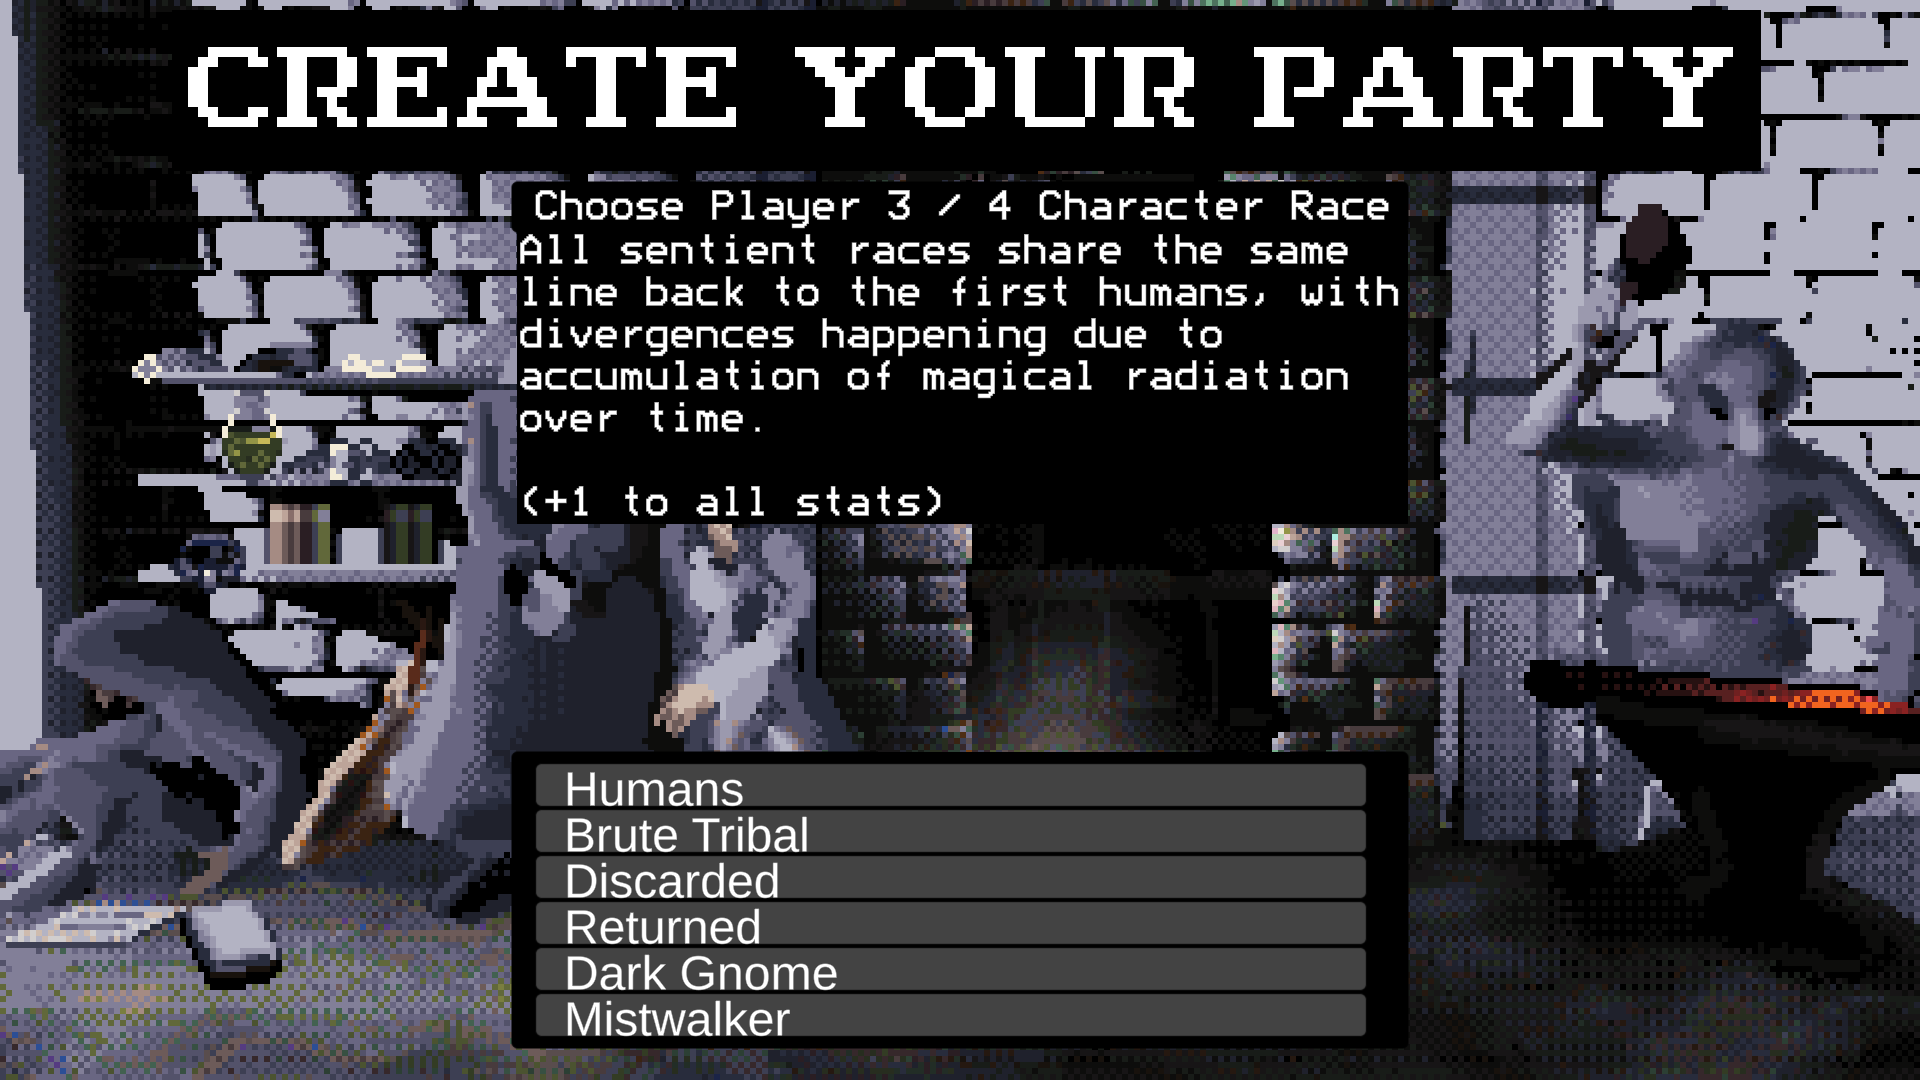 CREATE YOUR PARTY
Choose Player 3 / 4 Character Race
All sentient races share the same
line back to the first humans, with
divergences happening due to
accumulation of magical radiation
over time.
(+1 to all stats)
Humans
Brute Tribal
Discarded
Returned
Dark Gnome
Mistwalker